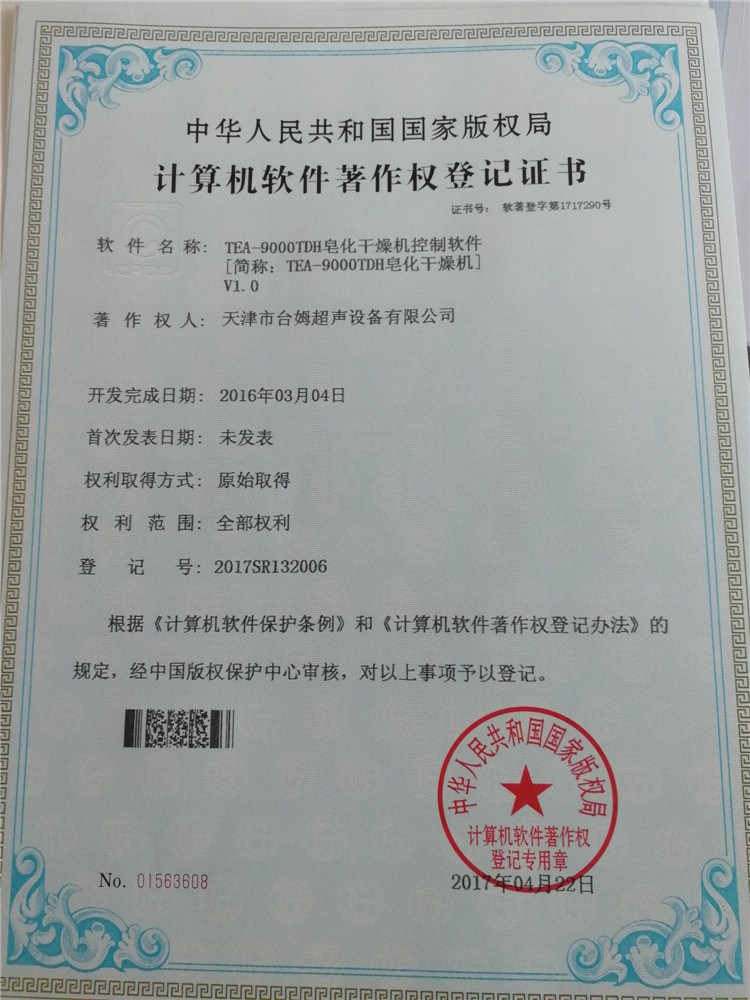 中华人民共和国国家版权局
计算机软件著作权登记证书
证书号： 软著登字第1717290号
软件名称： TEA-9000TDH皂化干燥机控制软件
[简称：TEA-9000TDH皂化干燥机]
V1.0
著作权人： 天津市台姆超声设备有限公司
开发完成日期： 2016年03月04日
首次发表日期： 未发表
权利取得方式： 原始取得
权利范围： 全部权利
登记号： 2017SR132006
根据《计算机软件保护条例》和《计算机软件著作权登记办法》的
规定，经中国版权保护中心审核，对以上事项予以登记。
中华人民共和国国家版权局
计算机软件著作权
登记专用章
No. 01563608
2017年04月22日